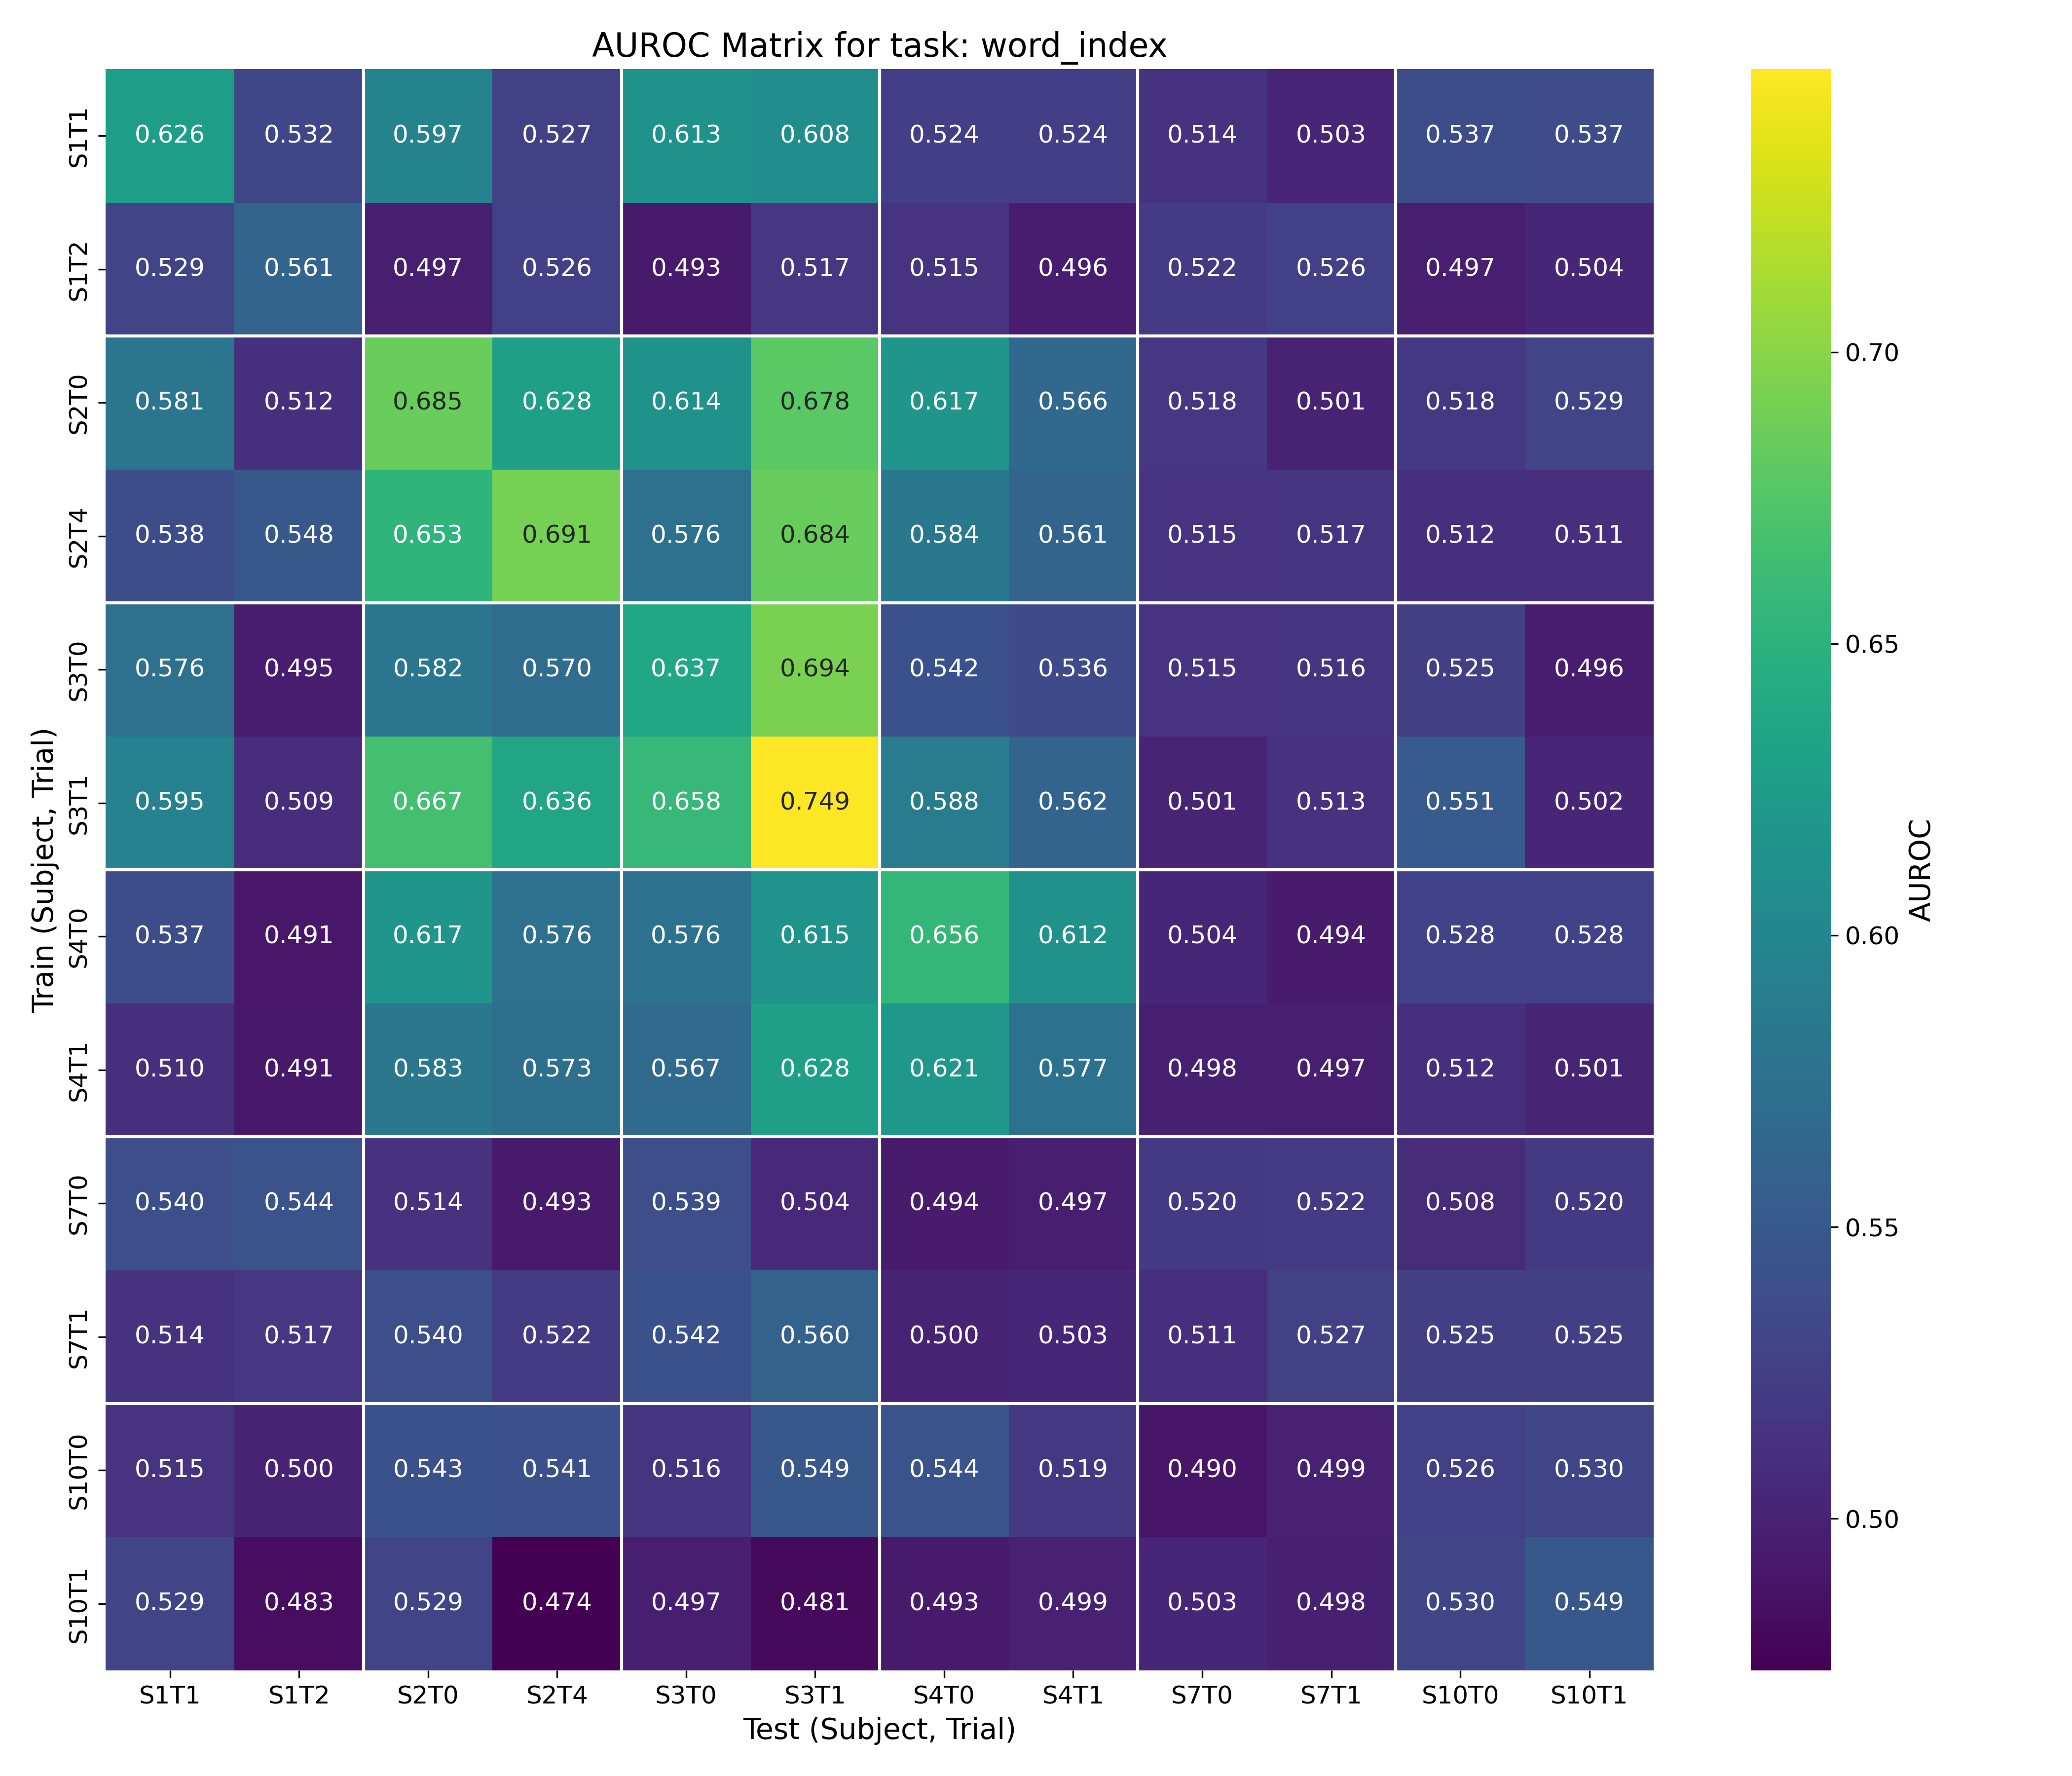 AUROC Matrix for task: word_index
S1T1 0.626 0.532 0.597 0.527 0.613 0.608 0.524 0.524 0.514 0.503 0.537 0.537
S1T2 0.529 0.561 0.497 0.526 0.493 0.517 0.515 0.496 0.522 0.526 0.497 0.504
S2T0 0.581 0.512 0.685 0.628 0.614 0.678 0.617 0.566 0.518 0.501 0.518 0.529
S2T4 0.538 0.548 0.653 0.691 0.576 0.684 0.584 0.561 0.515 0.517 0.512 0.511
S3T0 0.576 0.495 0.582 0.570 0.637 0.694 0.542 0.536 0.515 0.516 0.525 0.496
S3T1 0.595 0.509 0.667 0.636 0.658 0.749 0.588 0.562 0.501 0.513 0.551 0.502
S4T0 0.537 0.491 0.617 0.576 0.576 0.615 0.656 0.612 0.504 0.494 0.528 0.528
S4T1 0.510 0.491 0.583 0.573 0.567 0.628 0.621 0.577 0.498 0.497 0.512 0.501
S7T0 0.540 0.544 0.514 0.493 0.539 0.504 0.494 0.497 0.520 0.522 0.508 0.520
S7T1 0.514 0.517 0.540 0.522 0.542 0.560 0.500 0.503 0.511 0.527 0.525 0.525
S10T0 0.515 0.500 0.543 0.541 0.516 0.549 0.544 0.519 0.490 0.499 0.526 0.530
S10T1 0.529 0.483 0.529 0.474 0.497 0.481 0.493 0.499 0.503 0.498 0.530 0.549
S1T1 S1T2 S2T0 S2T4 S3T0 S3T1 S4T0 S4T1 S7T0 S7T1 S10T0 S10T1
Test (Subject, Trial)
Train (Subject, Trial)
0.70
0.65
0.60
0.55
0.50
AUROC